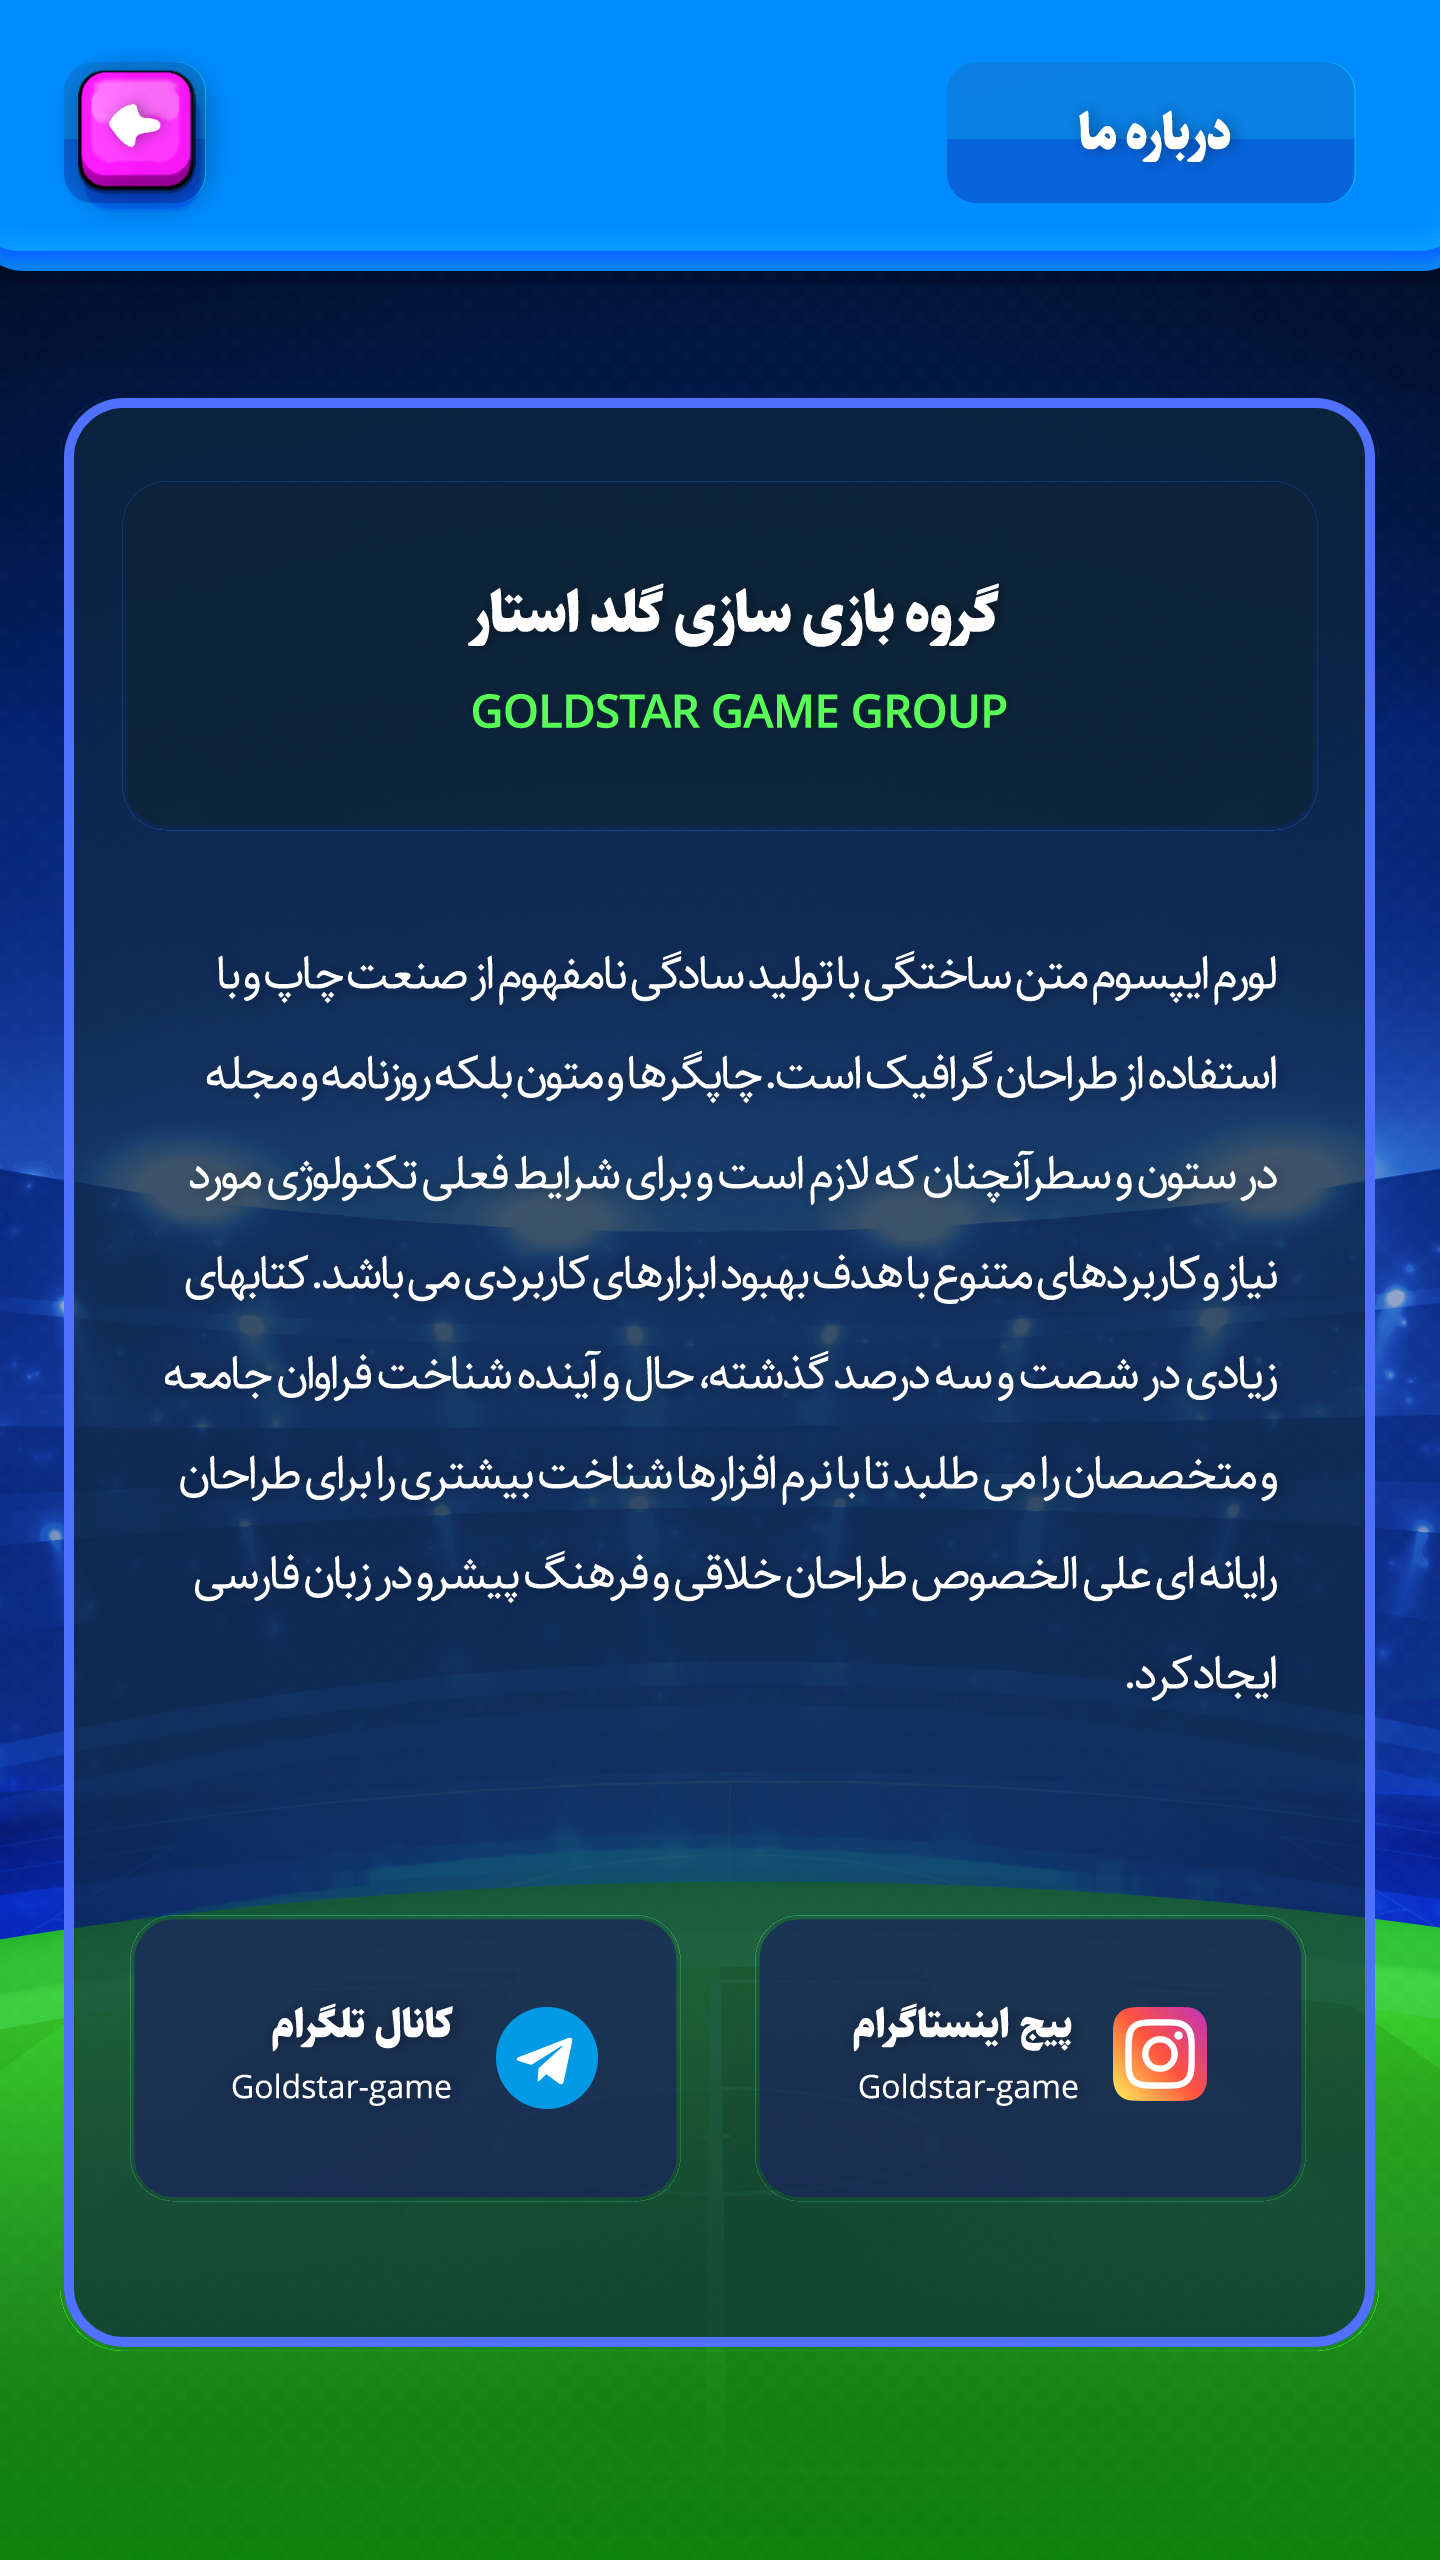 درباره ما
گروه بازی سازی گلد استار
GOLDSTAR GAME GROUP
لورم ایپسوم متن ساختگی با تولید سادگی نامفهوم از صنعت چاپ و با
استفاده از طراحان گرافیک است. چاپگرها و متون بلکه روزنامه و مجله
در ستون و سطرآنچنان که لازم است و برای شرایط فعلی تکنولوژی مورد
نیاز و کاربردهای متنوع با هدف بهبود ابزارهای کاربردی می باشد. کتابهای
زیادی در شصت و سه درصد گذشته، حال و آینده شناخت فراوان جامعه
و متخصصان را می طلبد تا با نرم افزارها شناخت بیشتری را برای طراحان
رایانه ای علی الخصوص طراحان خلاقی و فرهنگ پیشرو در زبان فارسی
ایجاد کرد.
پیج اینستاگرام
Goldstar-game
کانال تلگرام
Goldstar-game